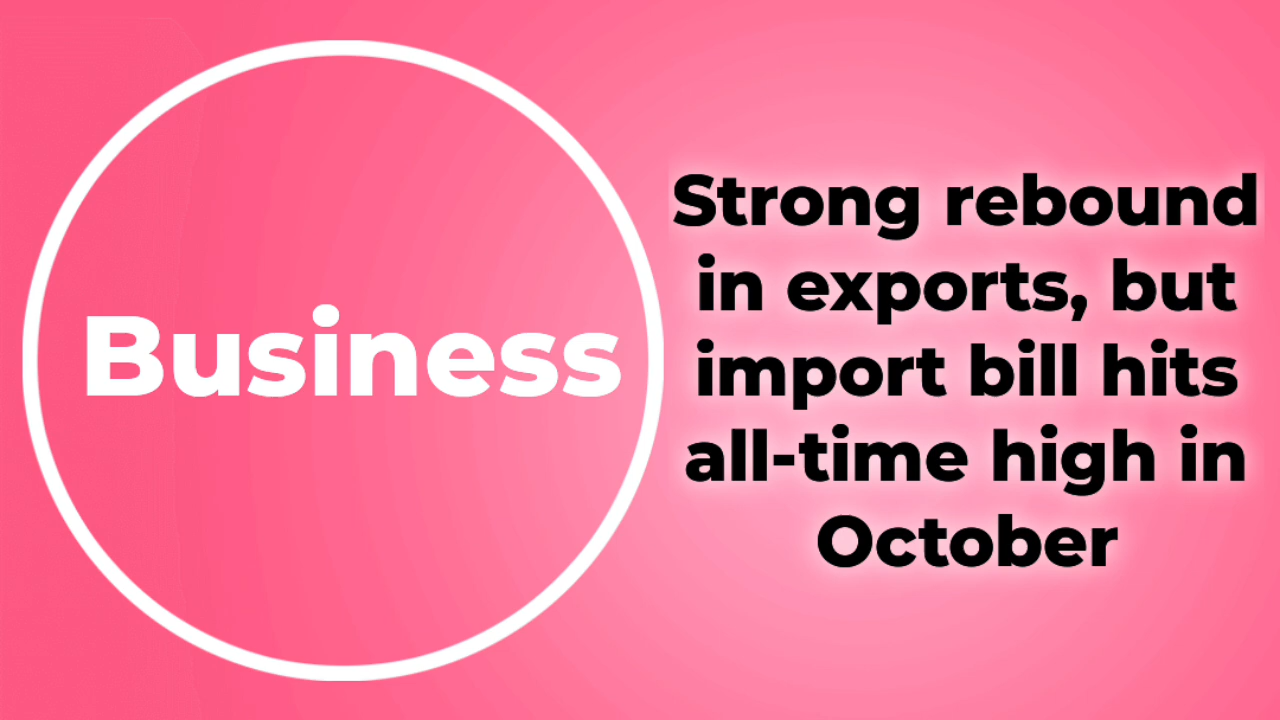 Business
Strong rebound
in exports, but
import bill hits
all-time high in
October